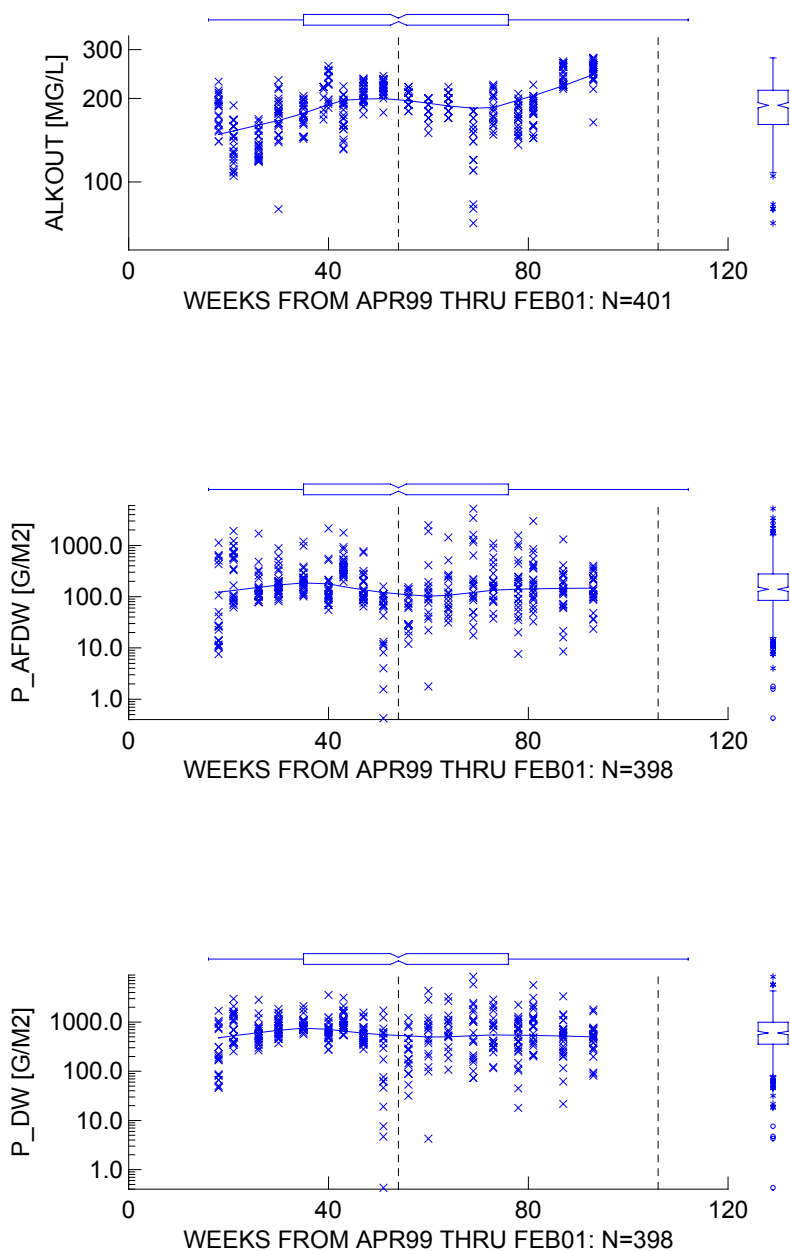 ALKOUT [MG/L]
300
200
100
0 40 80 120
WEEKS FROM APR99 THRU FEB01: N=401
P_AFDW [G/M2]
1000.0
100.0
10.0
1.0
0 40 80 120
WEEKS FROM APR99 THRU FEB01: N=398
P_DW [G/M2]
1000.0
100.0
10.0
1.0
0 40 80 120
WEEKS FROM APR99 THRU FEB01: N=398